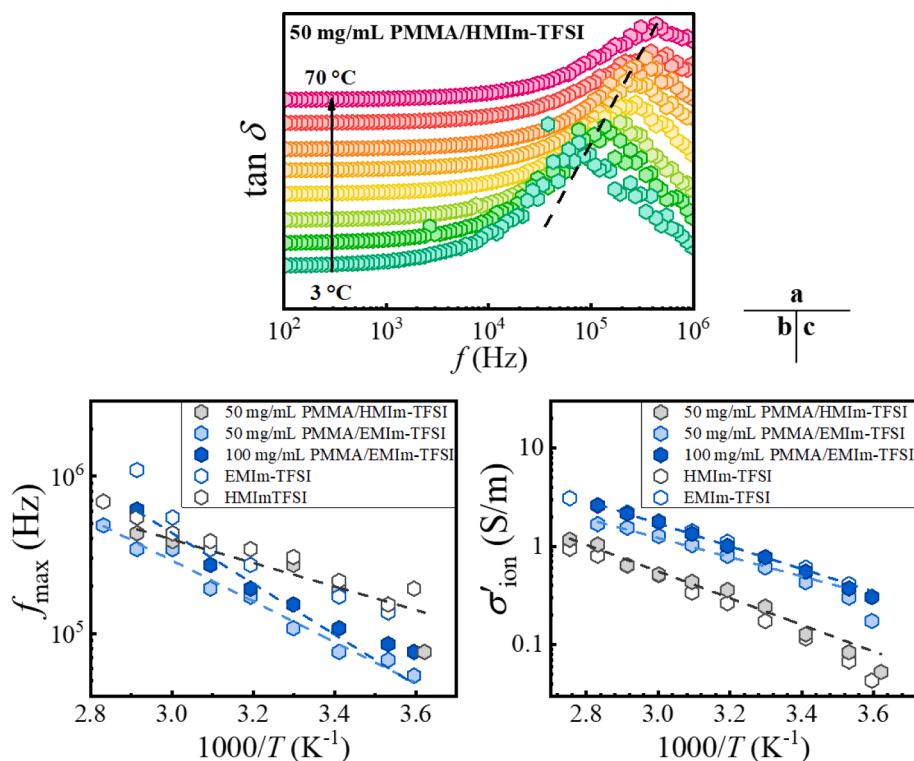 50 mg/mL PMMA/HMIm-TFSI
70 °C
3 °C
tan δ
10² 10³ 10⁴ 10⁵ 10⁶
f (Hz)
a
b c
50 mg/mL PMMA/HMIm-TFSI
50 mg/mL PMMA/EMIm-TFSI
100 mg/mL PMMA/EMIm-TFSI
EMIm-TFSI
HMImTFSI
10⁶
10⁵
f_max (Hz)
2.8 3.0 3.2 3.4 3.6
1000/T (K⁻¹)
50 mg/mL PMMA/HMIm-TFSI
50 mg/mL PMMA/EMIm-TFSI
100 mg/mL PMMA/EMIm-TFSI
HMIm-TFSI
EMIm-TFSI
10
1
0.1
σ'_ion (S/m)
2.8 3.0 3.2 3.4 3.6
1000/T (K⁻¹)